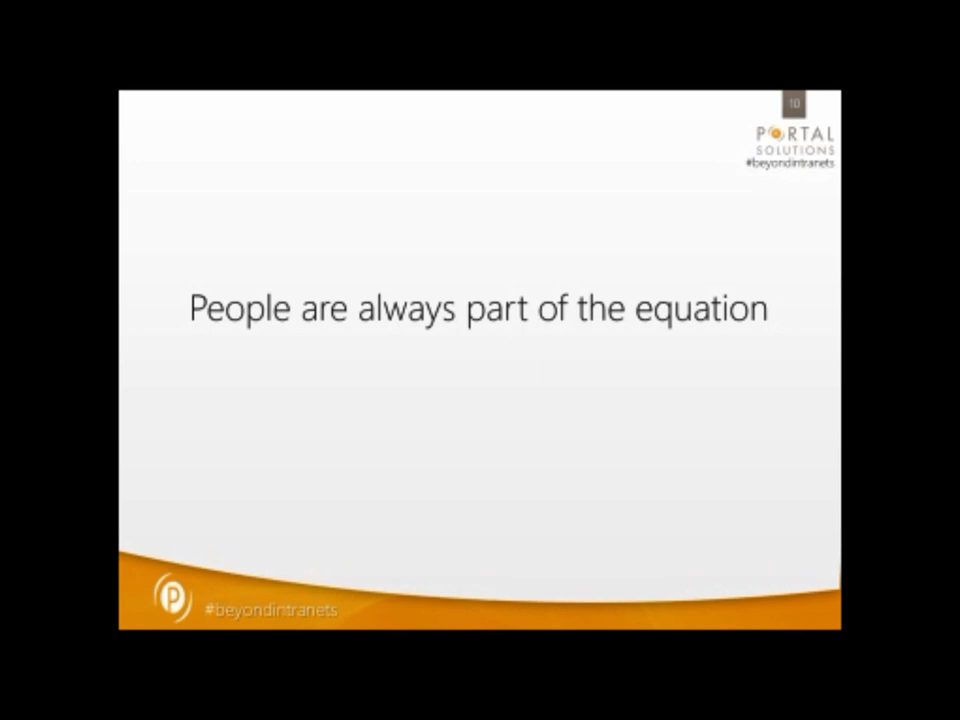 10
PORTAL
SOLUTIONS
#beyondintranets
People are always part of the equation
P
#beyondintranets